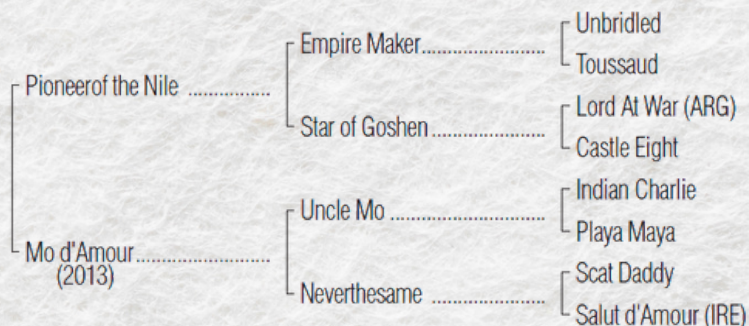 Unbridled
Empire Maker
Toussaud
Pioneerof the Nile
Lord At War (ARG)
Star of Goshen
Castle Eight
Indian Charlie
Uncle Mo
Playa Maya
Mo d'Amour
(2013)
Scat Daddy
Neverthesame
Salut d'Amour (IRE)